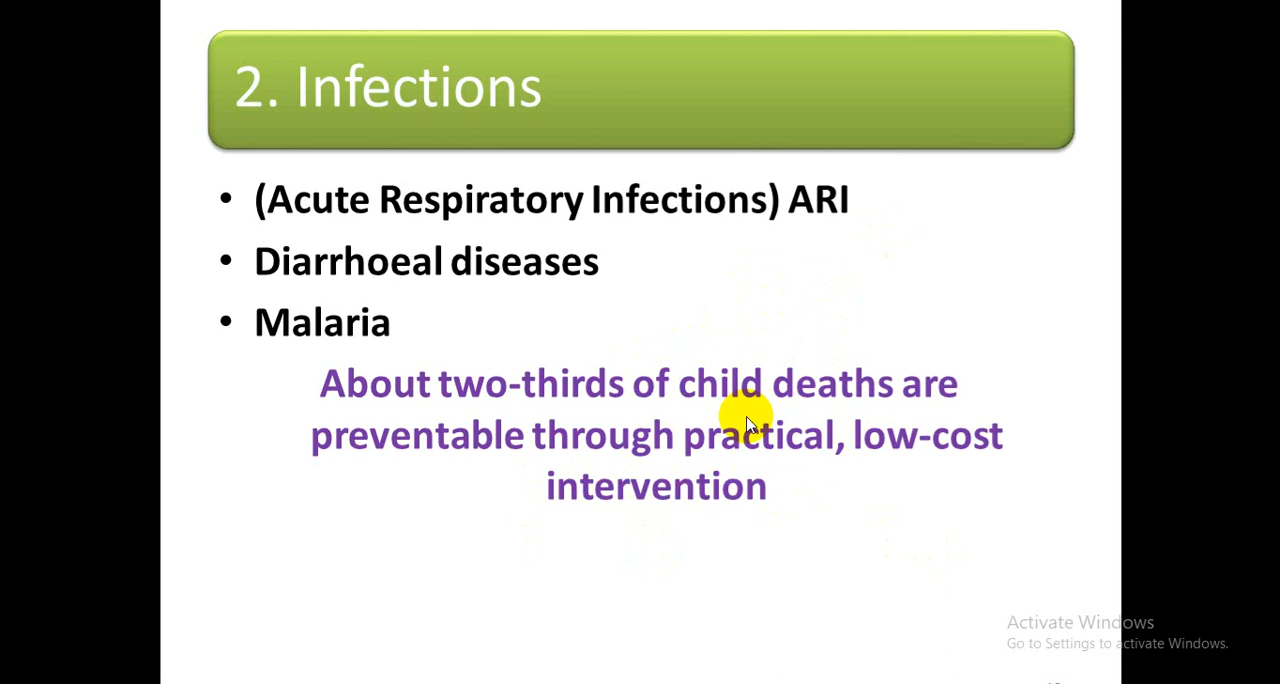 2. Infections
• (Acute Respiratory Infections) ARI
• Diarrhoeal diseases
• Malaria
About two-thirds of child deaths are
preventable through practical, low-cost
intervention
Activate Windows
Go to Settings to activate Windows.